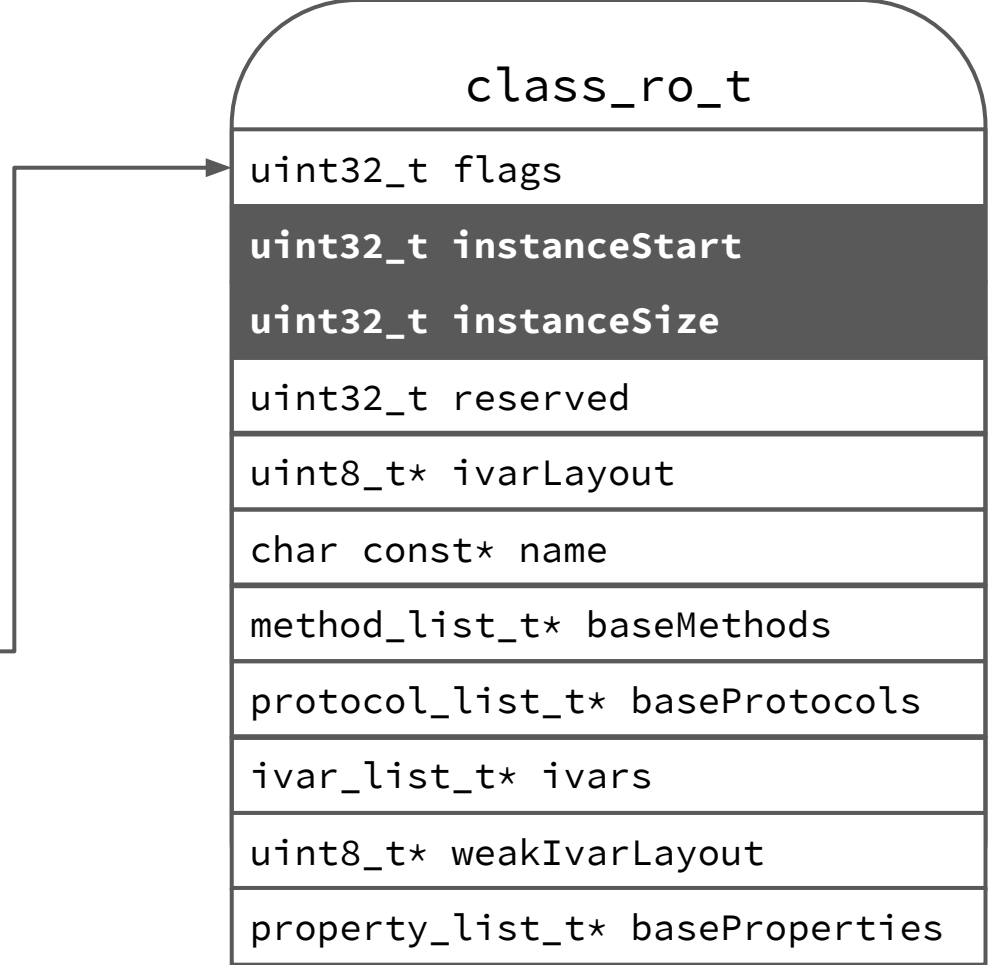 class_ro_t
uint32_t flags
uint32_t instanceStart
uint32_t instanceSize
uint32_t reserved
uint8_t* ivarLayout
char const* name
method_list_t* baseMethods
protocol_list_t* baseProtocols
ivar_list_t* ivars
uint8_t* weakIvarLayout
property_list_t* baseProperties